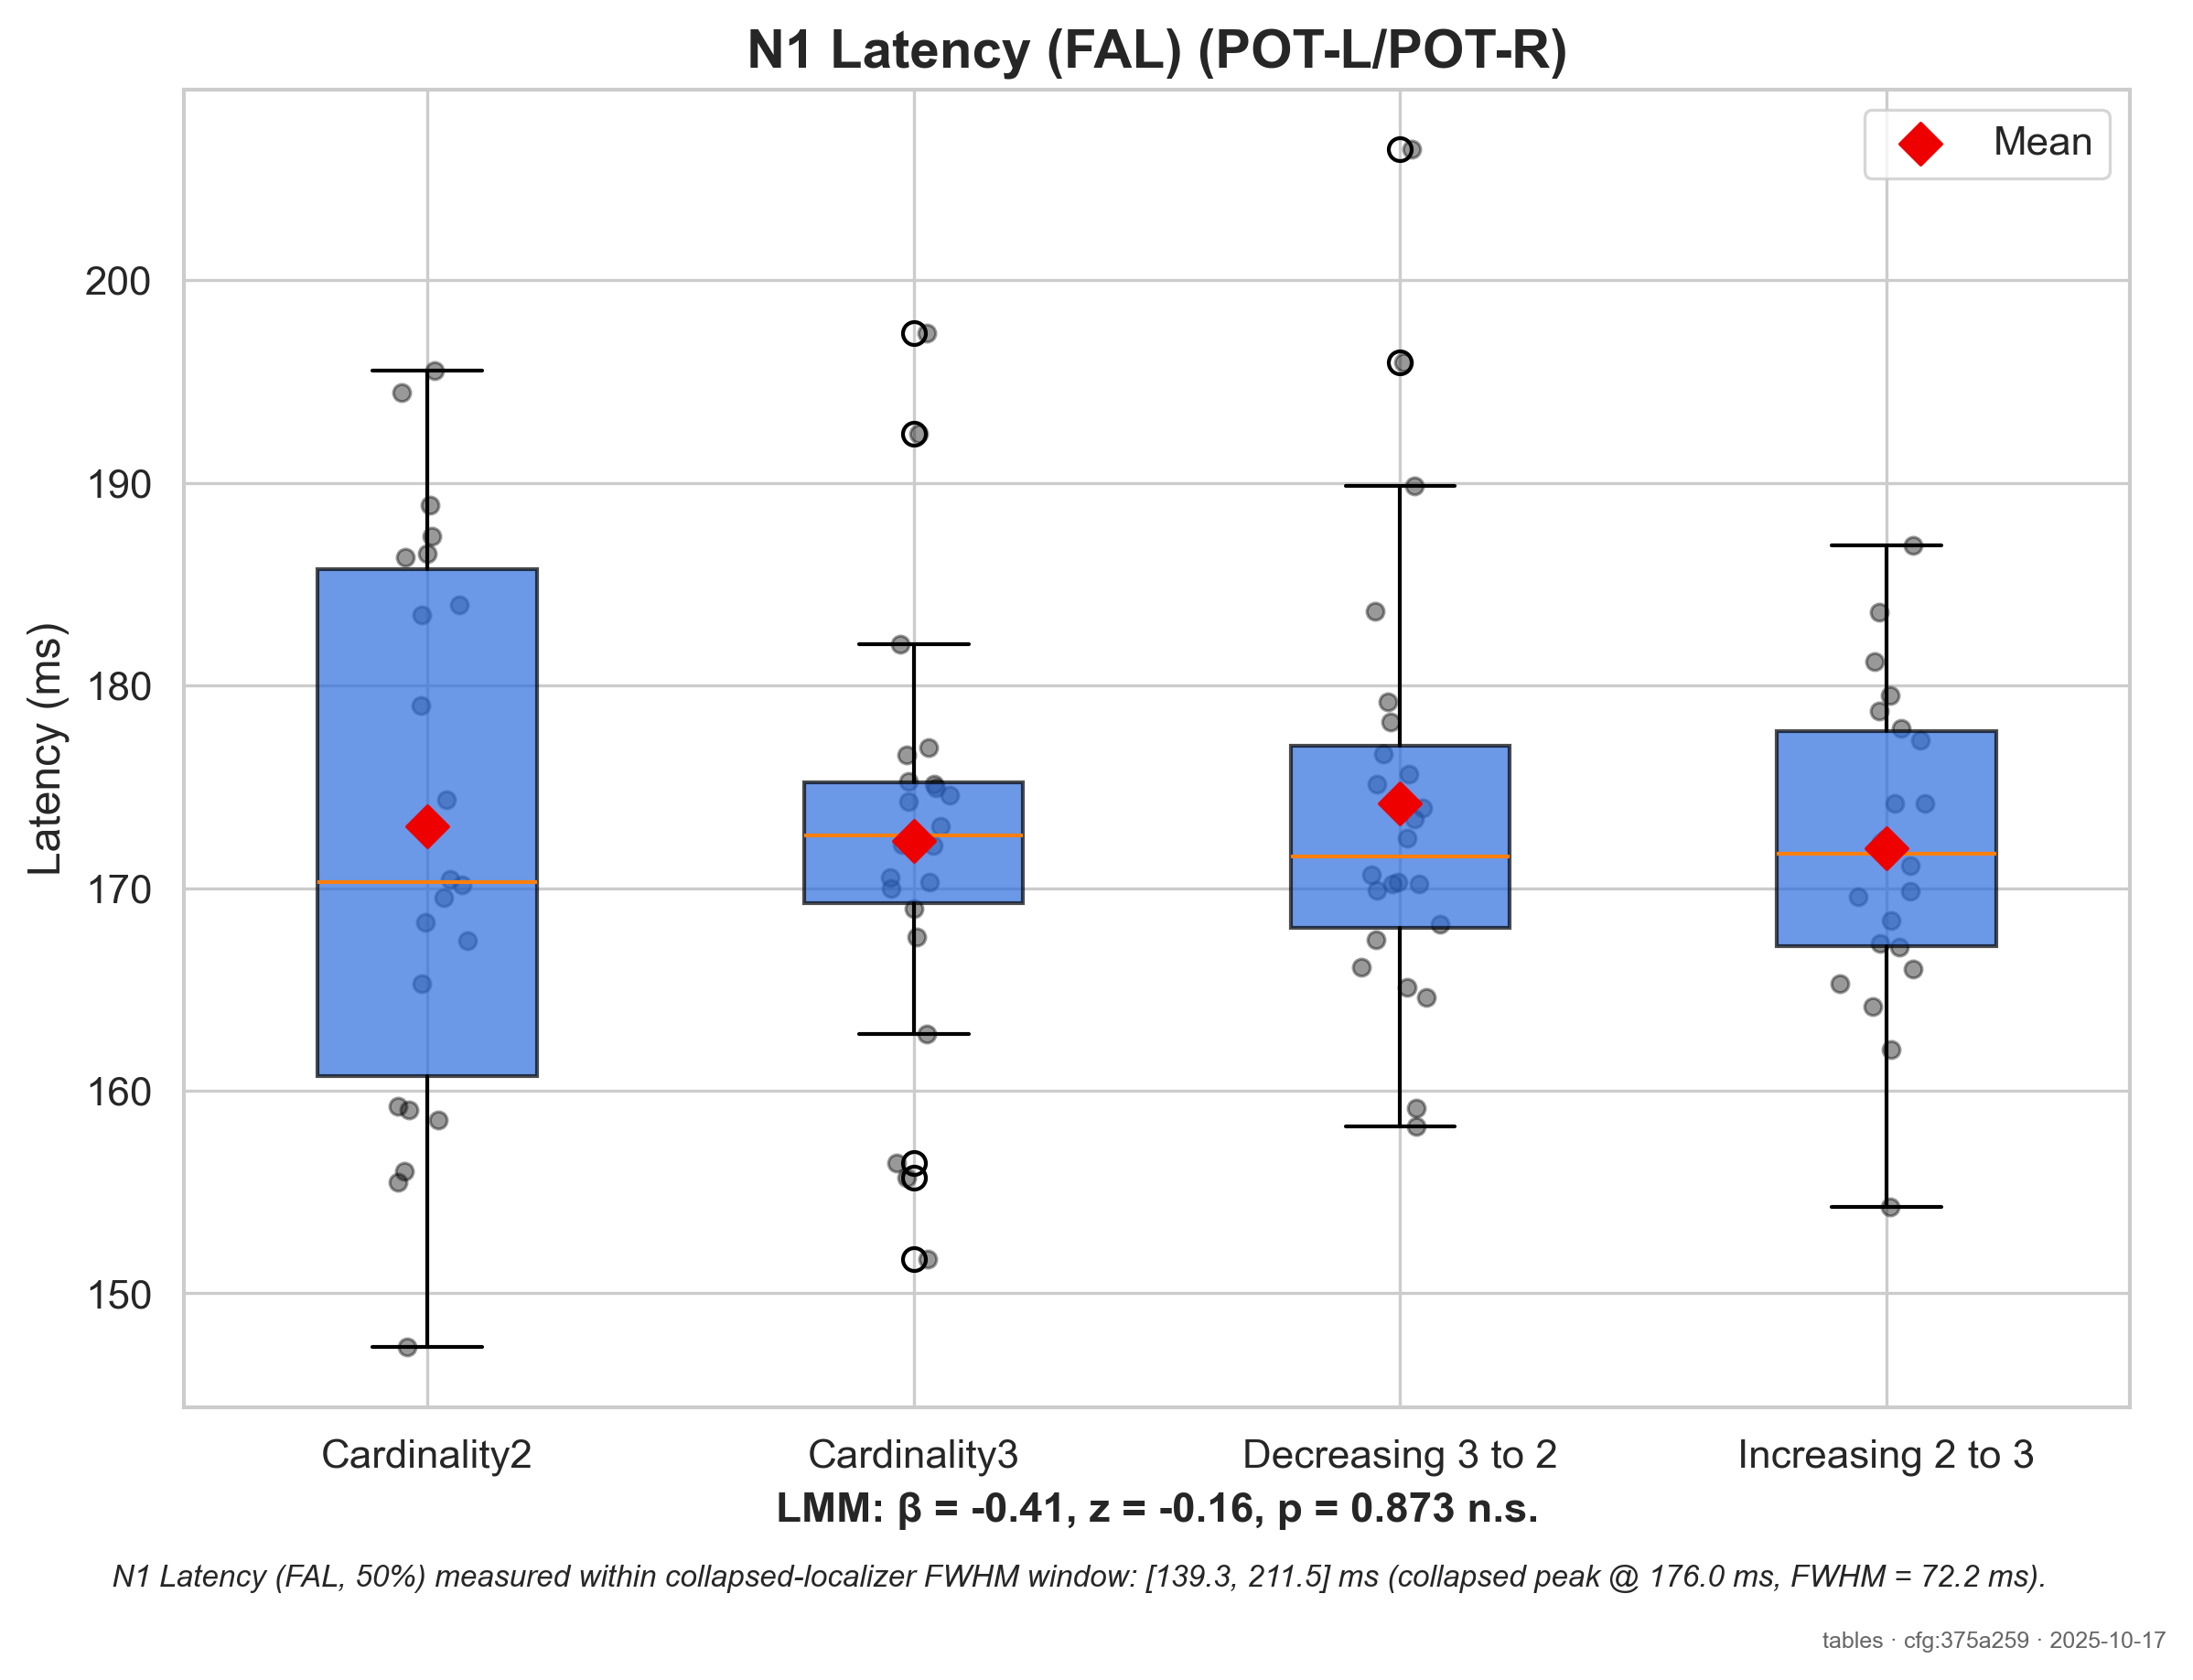 N1 Latency (FAL) (POT-L/POT-R)
Mean
Latency (ms)
200
190
180
170
160
150
Cardinality2 Cardinality3 Decreasing 3 to 2 Increasing 2 to 3
LMM: β = -0.41, z = -0.16, p = 0.873 n.s.
N1 Latency (FAL, 50%) measured within collapsed-localizer FWHM window: [139.3, 211.5] ms (collapsed peak @ 176.0 ms, FWHM = 72.2 ms).
tables · cfg:375a259 · 2025-10-17